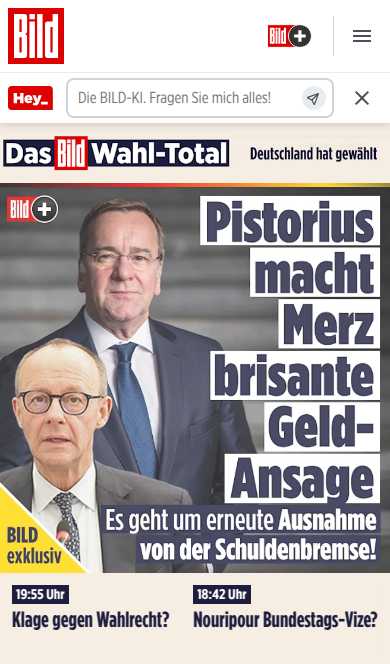 Bild
Bild +
Hey_
Die BILD-KI. Fragen Sie mich alles!
Das Bild Wahl-Total
Deutschland hat gewählt
Bild +
Pistorius
macht
Merz
brisante
Geld-
Ansage
Es geht um erneute Ausnahme
von der Schuldenbremse!
BILD
exklusiv
19:55 Uhr
Klage gegen Wahlrecht?
18:42 Uhr
Nouripour Bundestags-Vize?